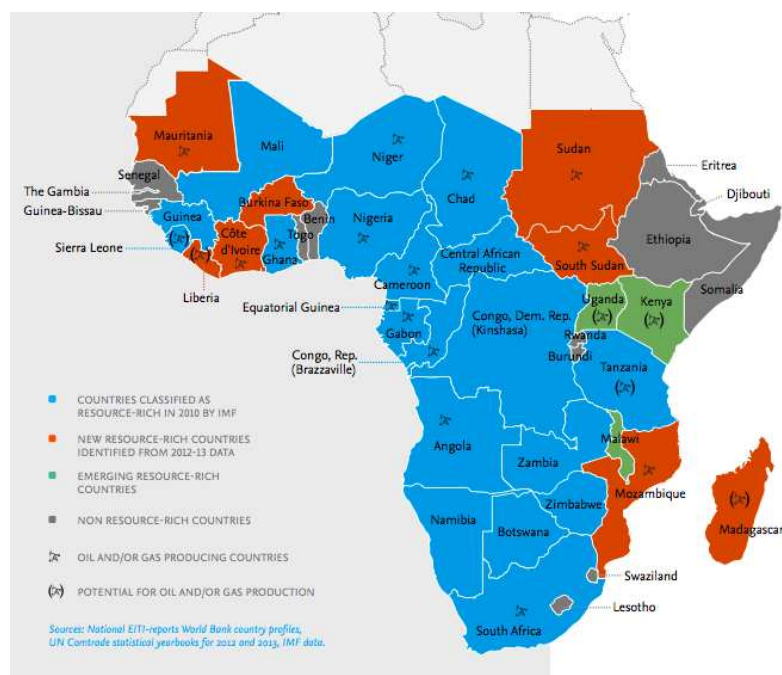 Mauritania
Mali
Niger
Sudan
Chad
Eritrea
Senegal
The Gambia
Guinea-Bissau
Djibouti
Burkina Faso
Benin
Guinea
Nigeria
Togo
Côte
d'Ivoire
Ghana
Ethiopia
Sierra Leone
Central African
Republic
South Sudan
Liberia
Cameroon
Somalia
Equatorial Guinea
Uganda
Kenya
Congo, Dem. Rep.
(Kinshasa)
Gabon
Rwanda
Burundi
Congo, Rep.
(Brazzaville)
Tanzania
COUNTRIES CLASSIFIED AS
RESOURCE-RICH IN 2010 BY IMF
NEW RESOURCE-RICH COUNTRIES
IDENTIFIED FROM 2012-13 DATA
EMERGING RESOURCE-RICH
COUNTRIES
NON RESOURCE-RICH COUNTRIES
OIL AND/OR GAS PRODUCING COUNTRIES
POTENTIAL FOR OIL AND/OR GAS PRODUCTION
Angola
Malawi
Zambia
Mozambique
Zimbabwe
Madagascar
Namibia
Botswana
Swaziland
Lesotho
South Africa
Sources: National EITI-reports World Bank country profiles,
UN Comtrade statistical yearbooks for 2012 and 2013, IMF data.